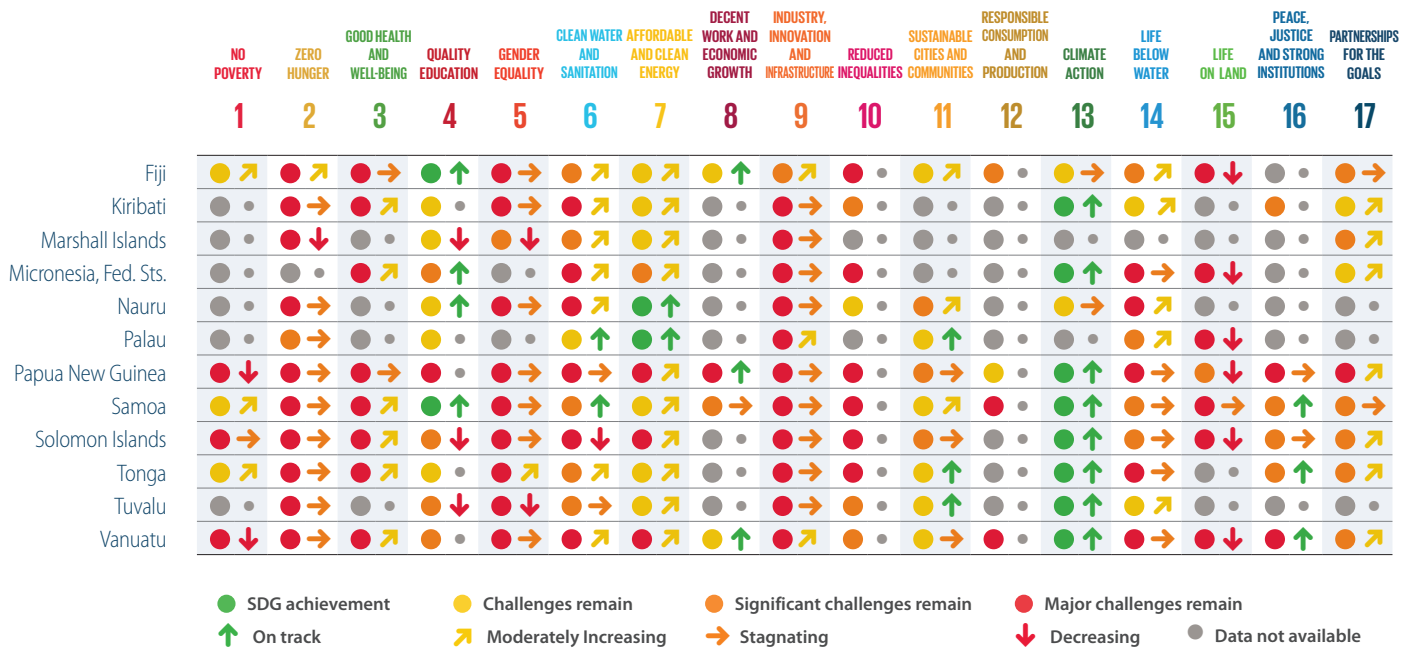 NO
POVERTY
ZERO
HUNGER
GOOD HEALTH
AND
WELL-BEING
QUALITY
EDUCATION
GENDER
EQUALITY
CLEAN WATER
AND
SANITATION
AFFORDABLE
AND CLEAN
ENERGY
DECENT
WORK AND
ECONOMIC
GROWTH
INDUSTRY,
INNOVATION
AND
INFRASTRUCTURE
REDUCED
INEQUALITIES
SUSTAINABLE
CITIES AND
COMMUNITIES
RESPONSIBLE
CONSUMPTION
AND
PRODUCTION
CLIMATE
ACTION
LIFE
BELOW
WATER
LIFE
ON LAND
PEACE,
JUSTICE
AND STRONG
INSTITUTIONS
PARTNERSHIPS
FOR THE
GOALS
1 2 3 4 5 6 7 8 9 10 11 12 13 14 15 16 17
Fiji
Kiribati
Marshall Islands
Micronesia, Fed. Sts.
Nauru
Palau
Papua New Guinea
Samoa
Solomon Islands
Tonga
Tuvalu
Vanuatu
SDG achievement Challenges remain Significant challenges remain Major challenges remain
On track Moderately Increasing Stagnating Decreasing Data not available